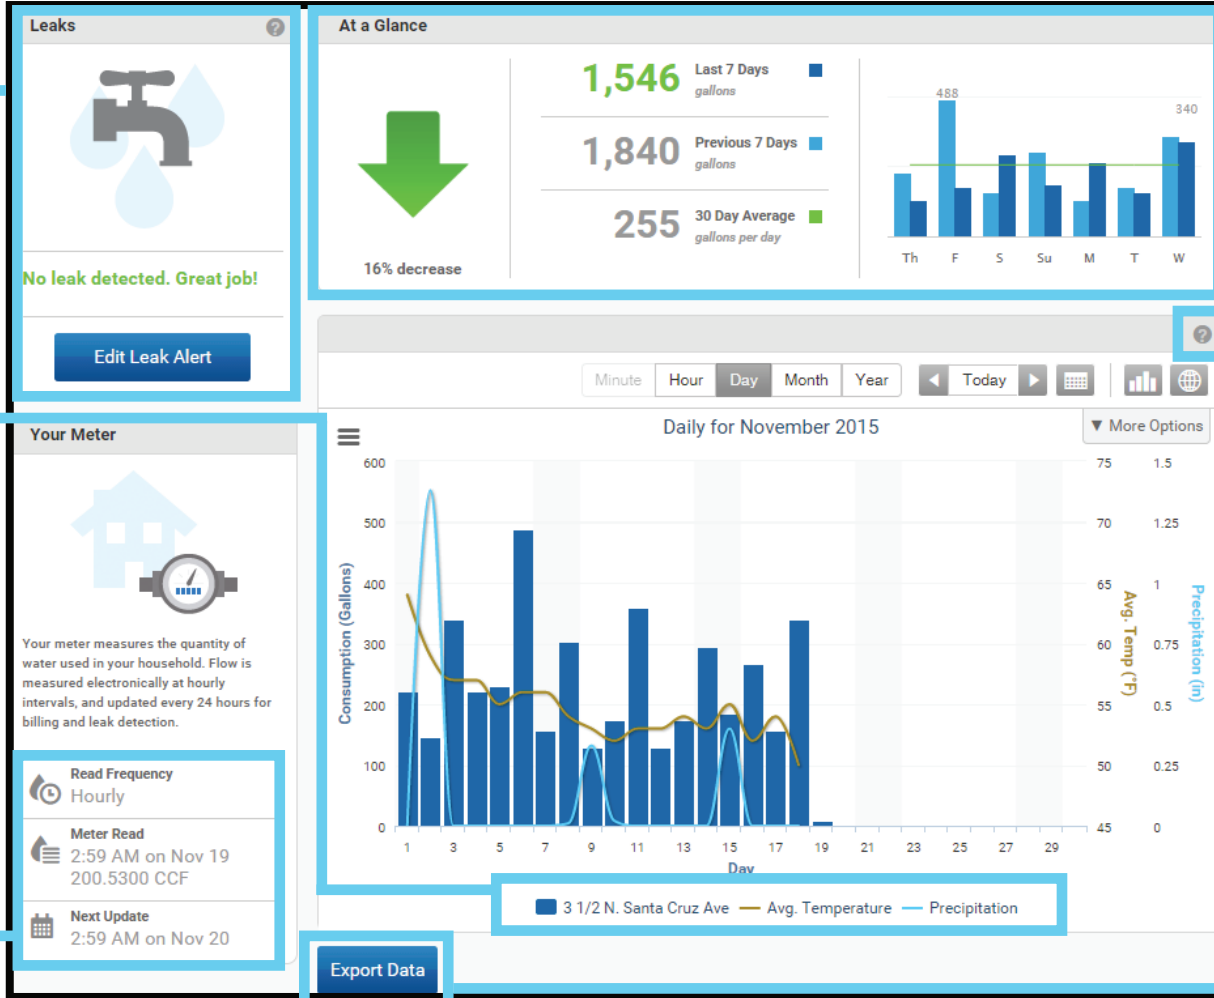 Leaks
?
No leak detected. Great job!
Edit Leak Alert
At a Glance
16% decrease
1,546 Last 7 Days
gallons
1,840 Previous 7 Days
gallons
255 30 Day Average
gallons per day
488
340
Th F S Su M T W
?
Minute Hour Day Month Year Today
Daily for November 2015
▼ More Options
Your Meter
Your meter measures the quantity of
water used in your household. Flow is
measured electronically at hourly
intervals, and updated every 24 hours for
billing and leak detection.
Read Frequency
Hourly
Meter Read
2:59 AM on Nov 19
200.5300 CCF
Next Update
2:59 AM on Nov 20
Consumption (Gallons)
600
500
400
300
200
100
0
75
70
65
60
55
50
45
Avg. Temp (°F)
1.5
1.25
1
0.75
0.5
0.25
0
Precipitation (in)
1 3 5 7 9 11 13 15 17 19 21 23 25 27 29
Day
3 1/2 N. Santa Cruz Ave Avg. Temperature Precipitation
Export Data